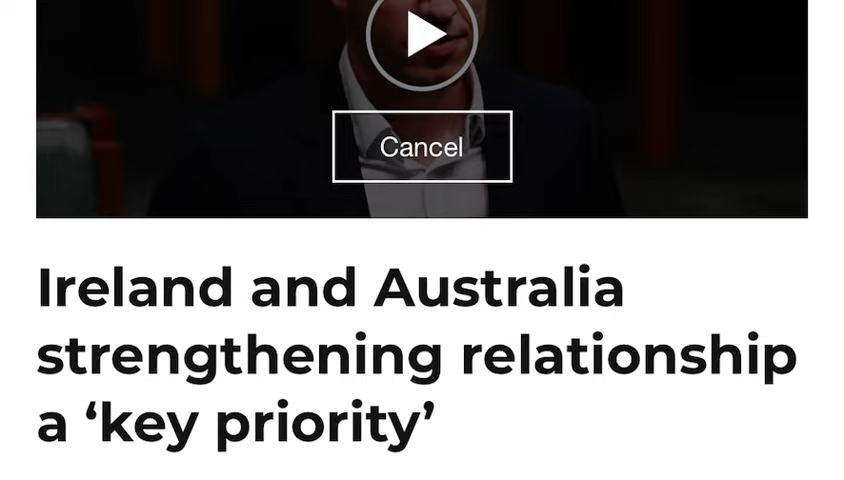 Cancel
Ireland and Australia
strengthening relationship
a ‘key priority’